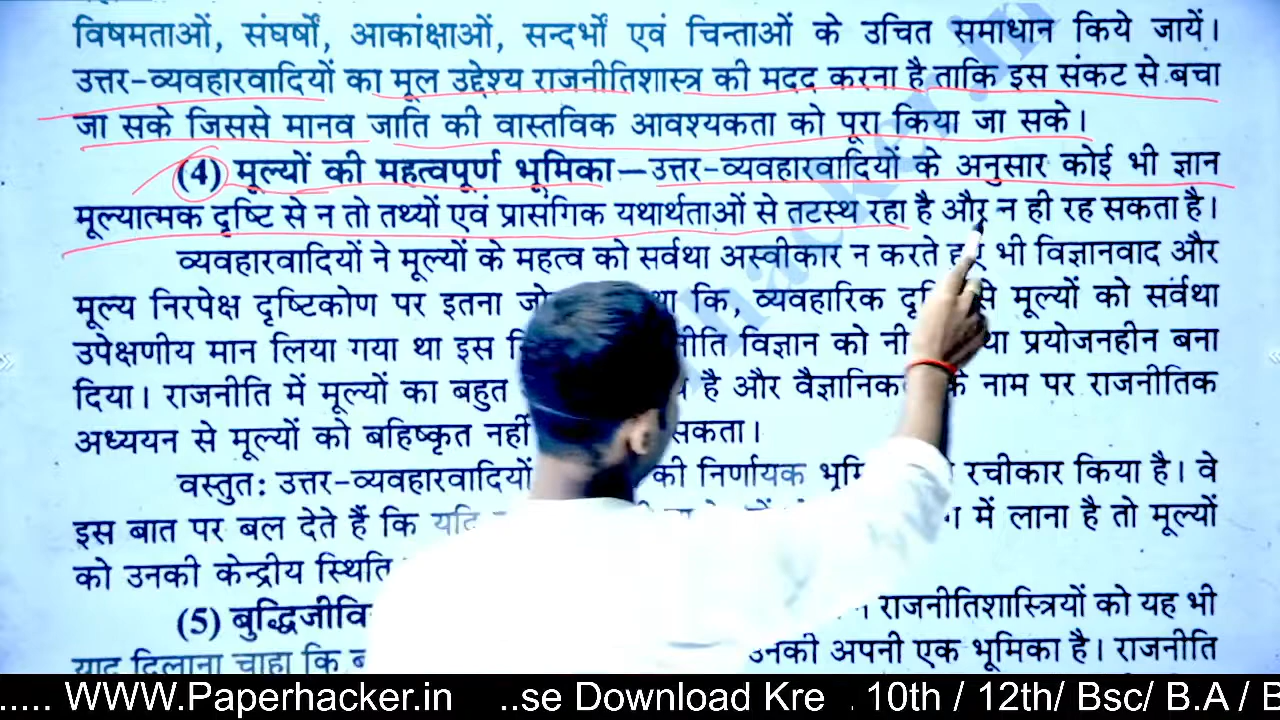 विषमताओं, संघर्षों, आकांक्षाओं, सन्दर्भों एवं चिन्ताओं के उचित समाधान किये जायें।
उत्तर-व्यवहारवादियों का मूल उद्देश्य राजनीतिशास्त्र की मदद करना है ताकि इस संकट से बचा
जा सके जिससे मानव जाति की वास्तविक आवश्यकता को पूरा किया जा सके।
(4) मूल्यों की महत्वपूर्ण भूमिका—उत्तर-व्यवहारवादियों के अनुसार कोई भी ज्ञान
मूल्यात्मक दृष्टि से न तो तथ्यों एवं प्रासंगिक यथार्थताओं से तटस्थ रहा है और न ही रह सकता है।
व्यवहारवादियों ने मूल्यों के महत्व को सर्वथा अस्वीकार न करते भी विज्ञानवाद और
मूल्य निरपेक्ष दृष्टिकोण पर इतना कि, व्यवहारिक से मूल्यों को सर्वथा
उपेक्षणीय मान लिया गया था इस विज्ञान को प्रयोजनहीन बना
दिया। राजनीति में मूल्यों का बहुत है और के नाम पर राजनीतिक
अध्ययन से मूल्यों को बहिष्कृत नहीं सकता।
वस्तुतः उत्तर-व्यवहारवादियों की निर्णायक रचीकार किया है। वे
इस बात पर बल देते हैं कि में लाना है तो मूल्यों
को उनकी केन्द्रीय स्थिति
(5) राजनीतिशास्त्रियों को यह भी
याद दिलाना चाहा कि उनकी अपनी एक भूमिका है। राजनीति
..... WWW.Paperhacker.in ..se Download Kre . 10th / 12th/ Bsc/ B.A / B